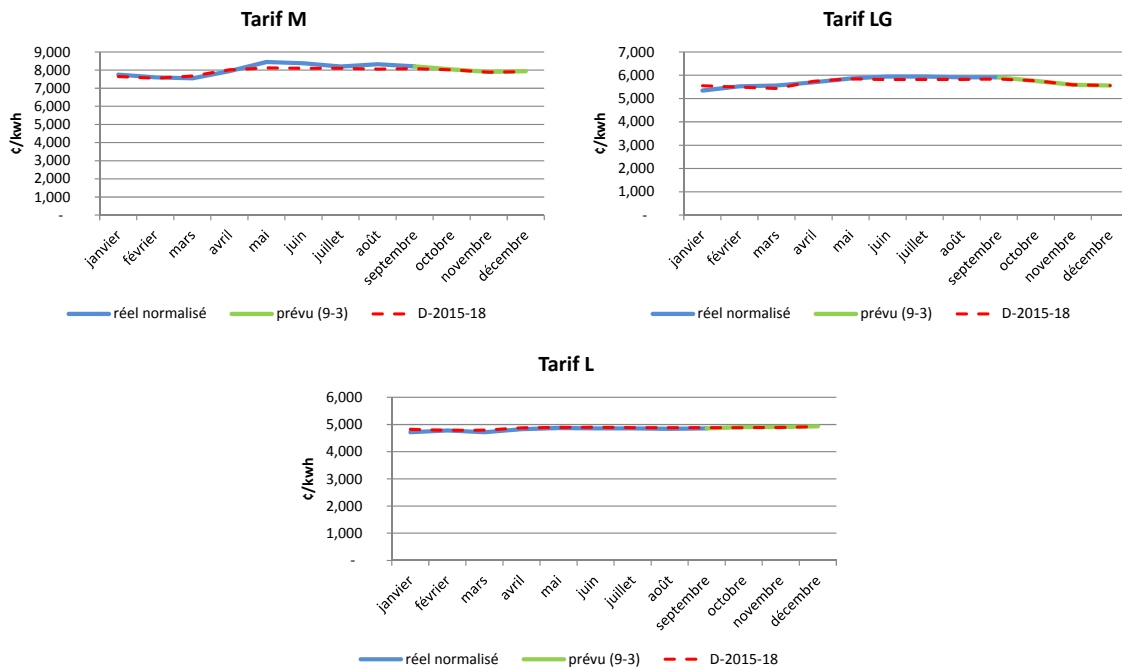 Tarif M
9,000
8,000
7,000
6,000
5,000
4,000
3,000
2,000
1,000
-
¢/kwh
janvier
février
mars
avril
mai
juin
juillet
août
septembre
octobre
novembre
décembre
réel normalisé
prévu (9-3)
D-2015-18
Tarif LG
7,000
6,000
5,000
4,000
3,000
2,000
1,000
-
¢/kwh
janvier
février
mars
avril
mai
juin
juillet
août
septembre
octobre
novembre
décembre
réel normalisé
prévu (9-3)
D-2015-18
Tarif L
6,000
5,000
4,000
3,000
2,000
1,000
-
¢/kwh
janvier
février
mars
avril
mai
juin
juillet
août
septembre
octobre
novembre
décembre
réel normalisé
prévu (9-3)
D-2015-18